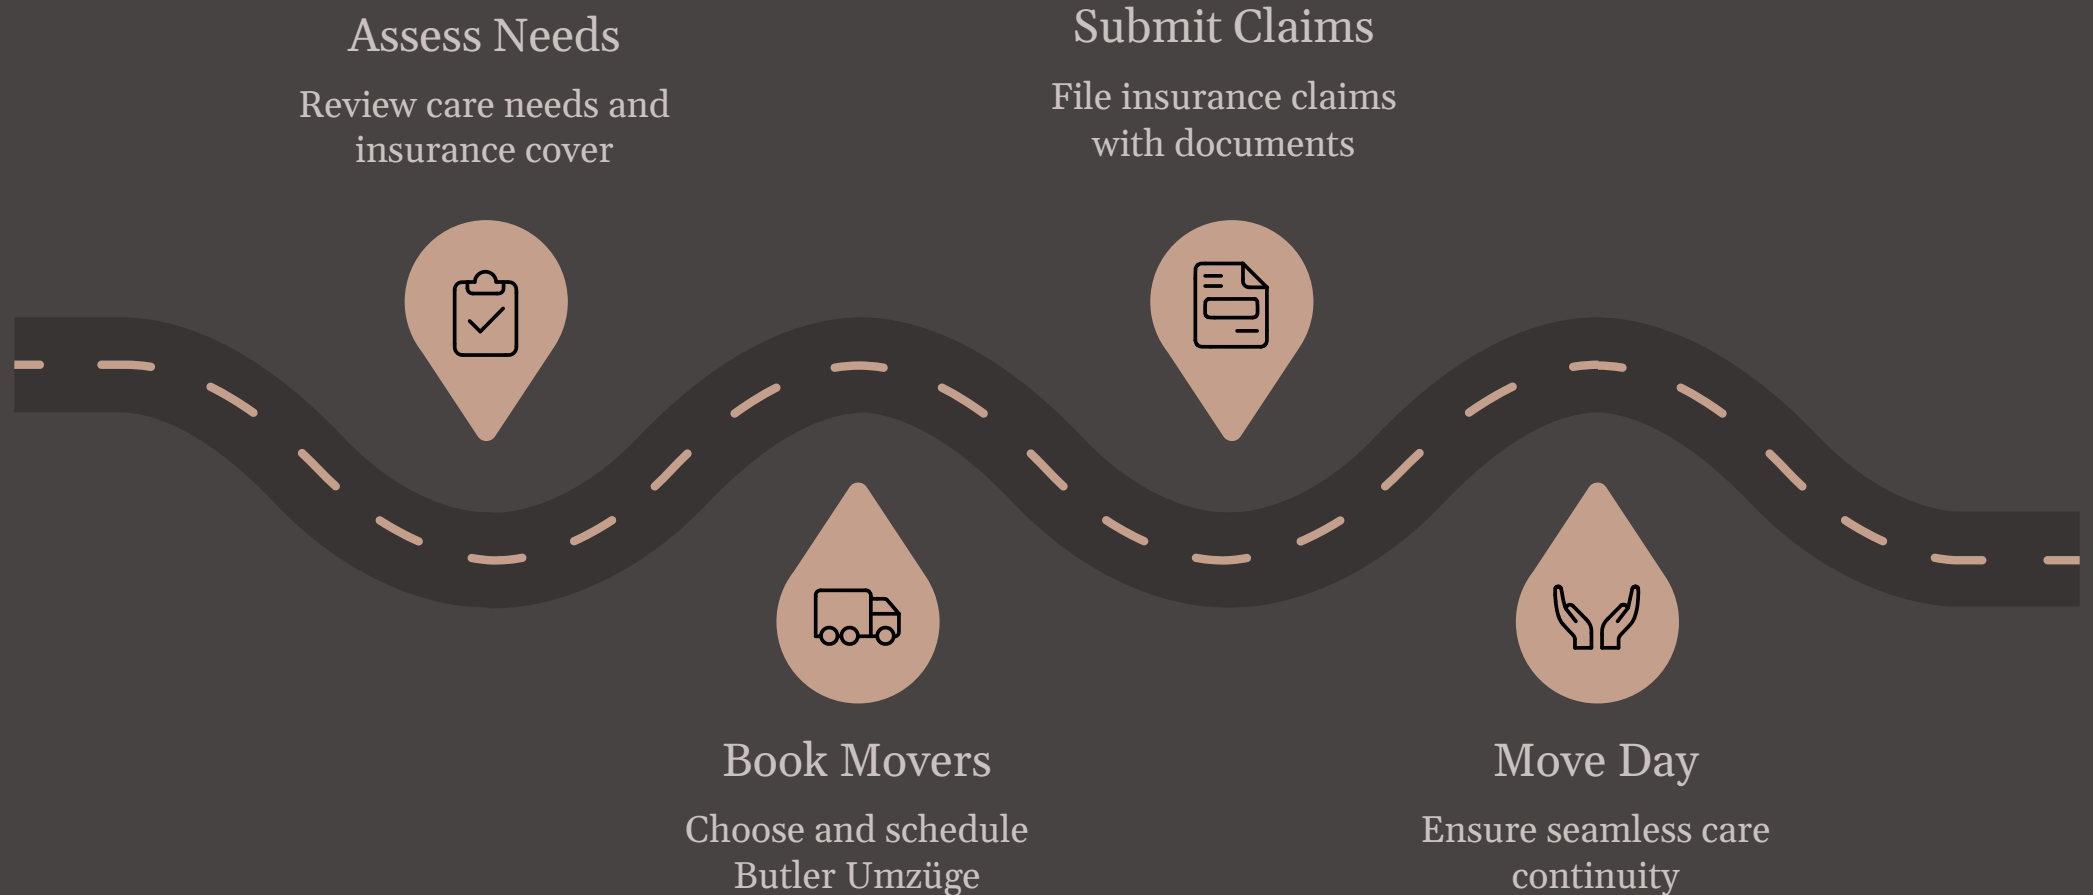 Assess Needs
Review care needs and
insurance cover
Submit Claims
File insurance claims
with documents
Book Movers
Choose and schedule
Butler Umzüge
Move Day
Ensure seamless care
continuity